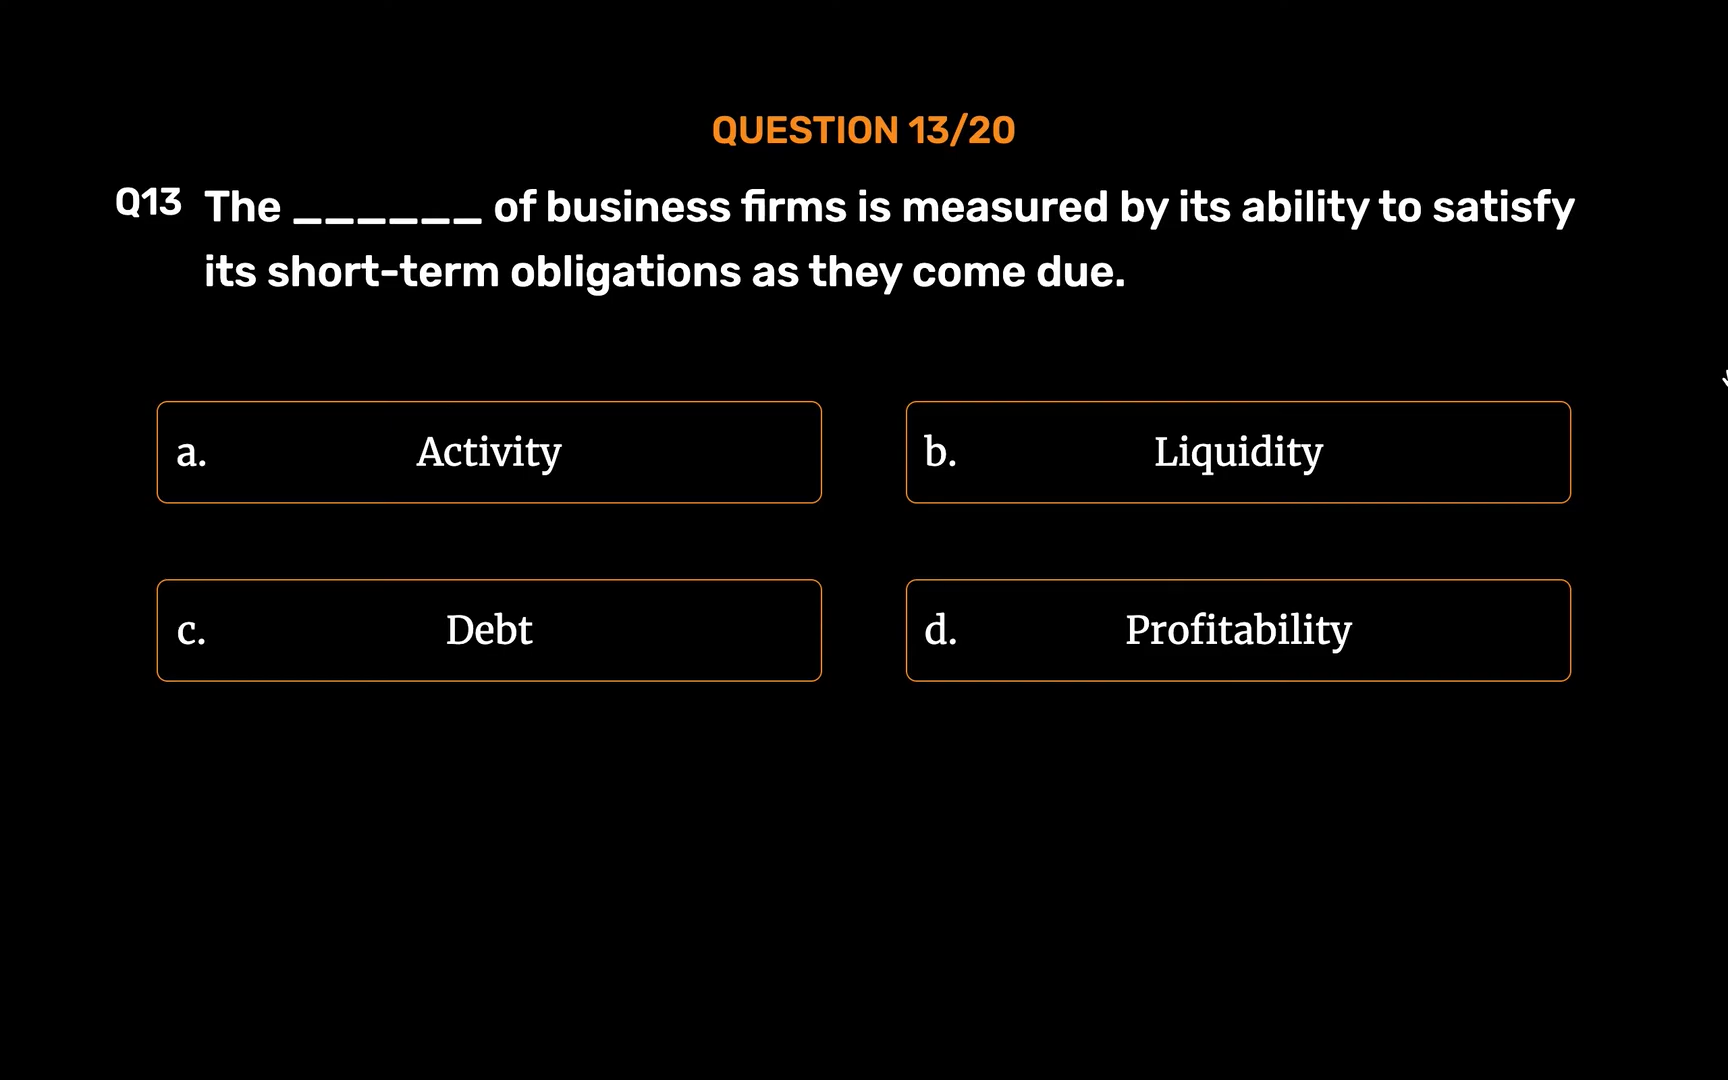 QUESTION 13/20
Q13 The ______ of business firms is measured by its ability to satisfy
its short-term obligations as they come due.
a. Activity
b. Liquidity
c. Debt
d. Profitability